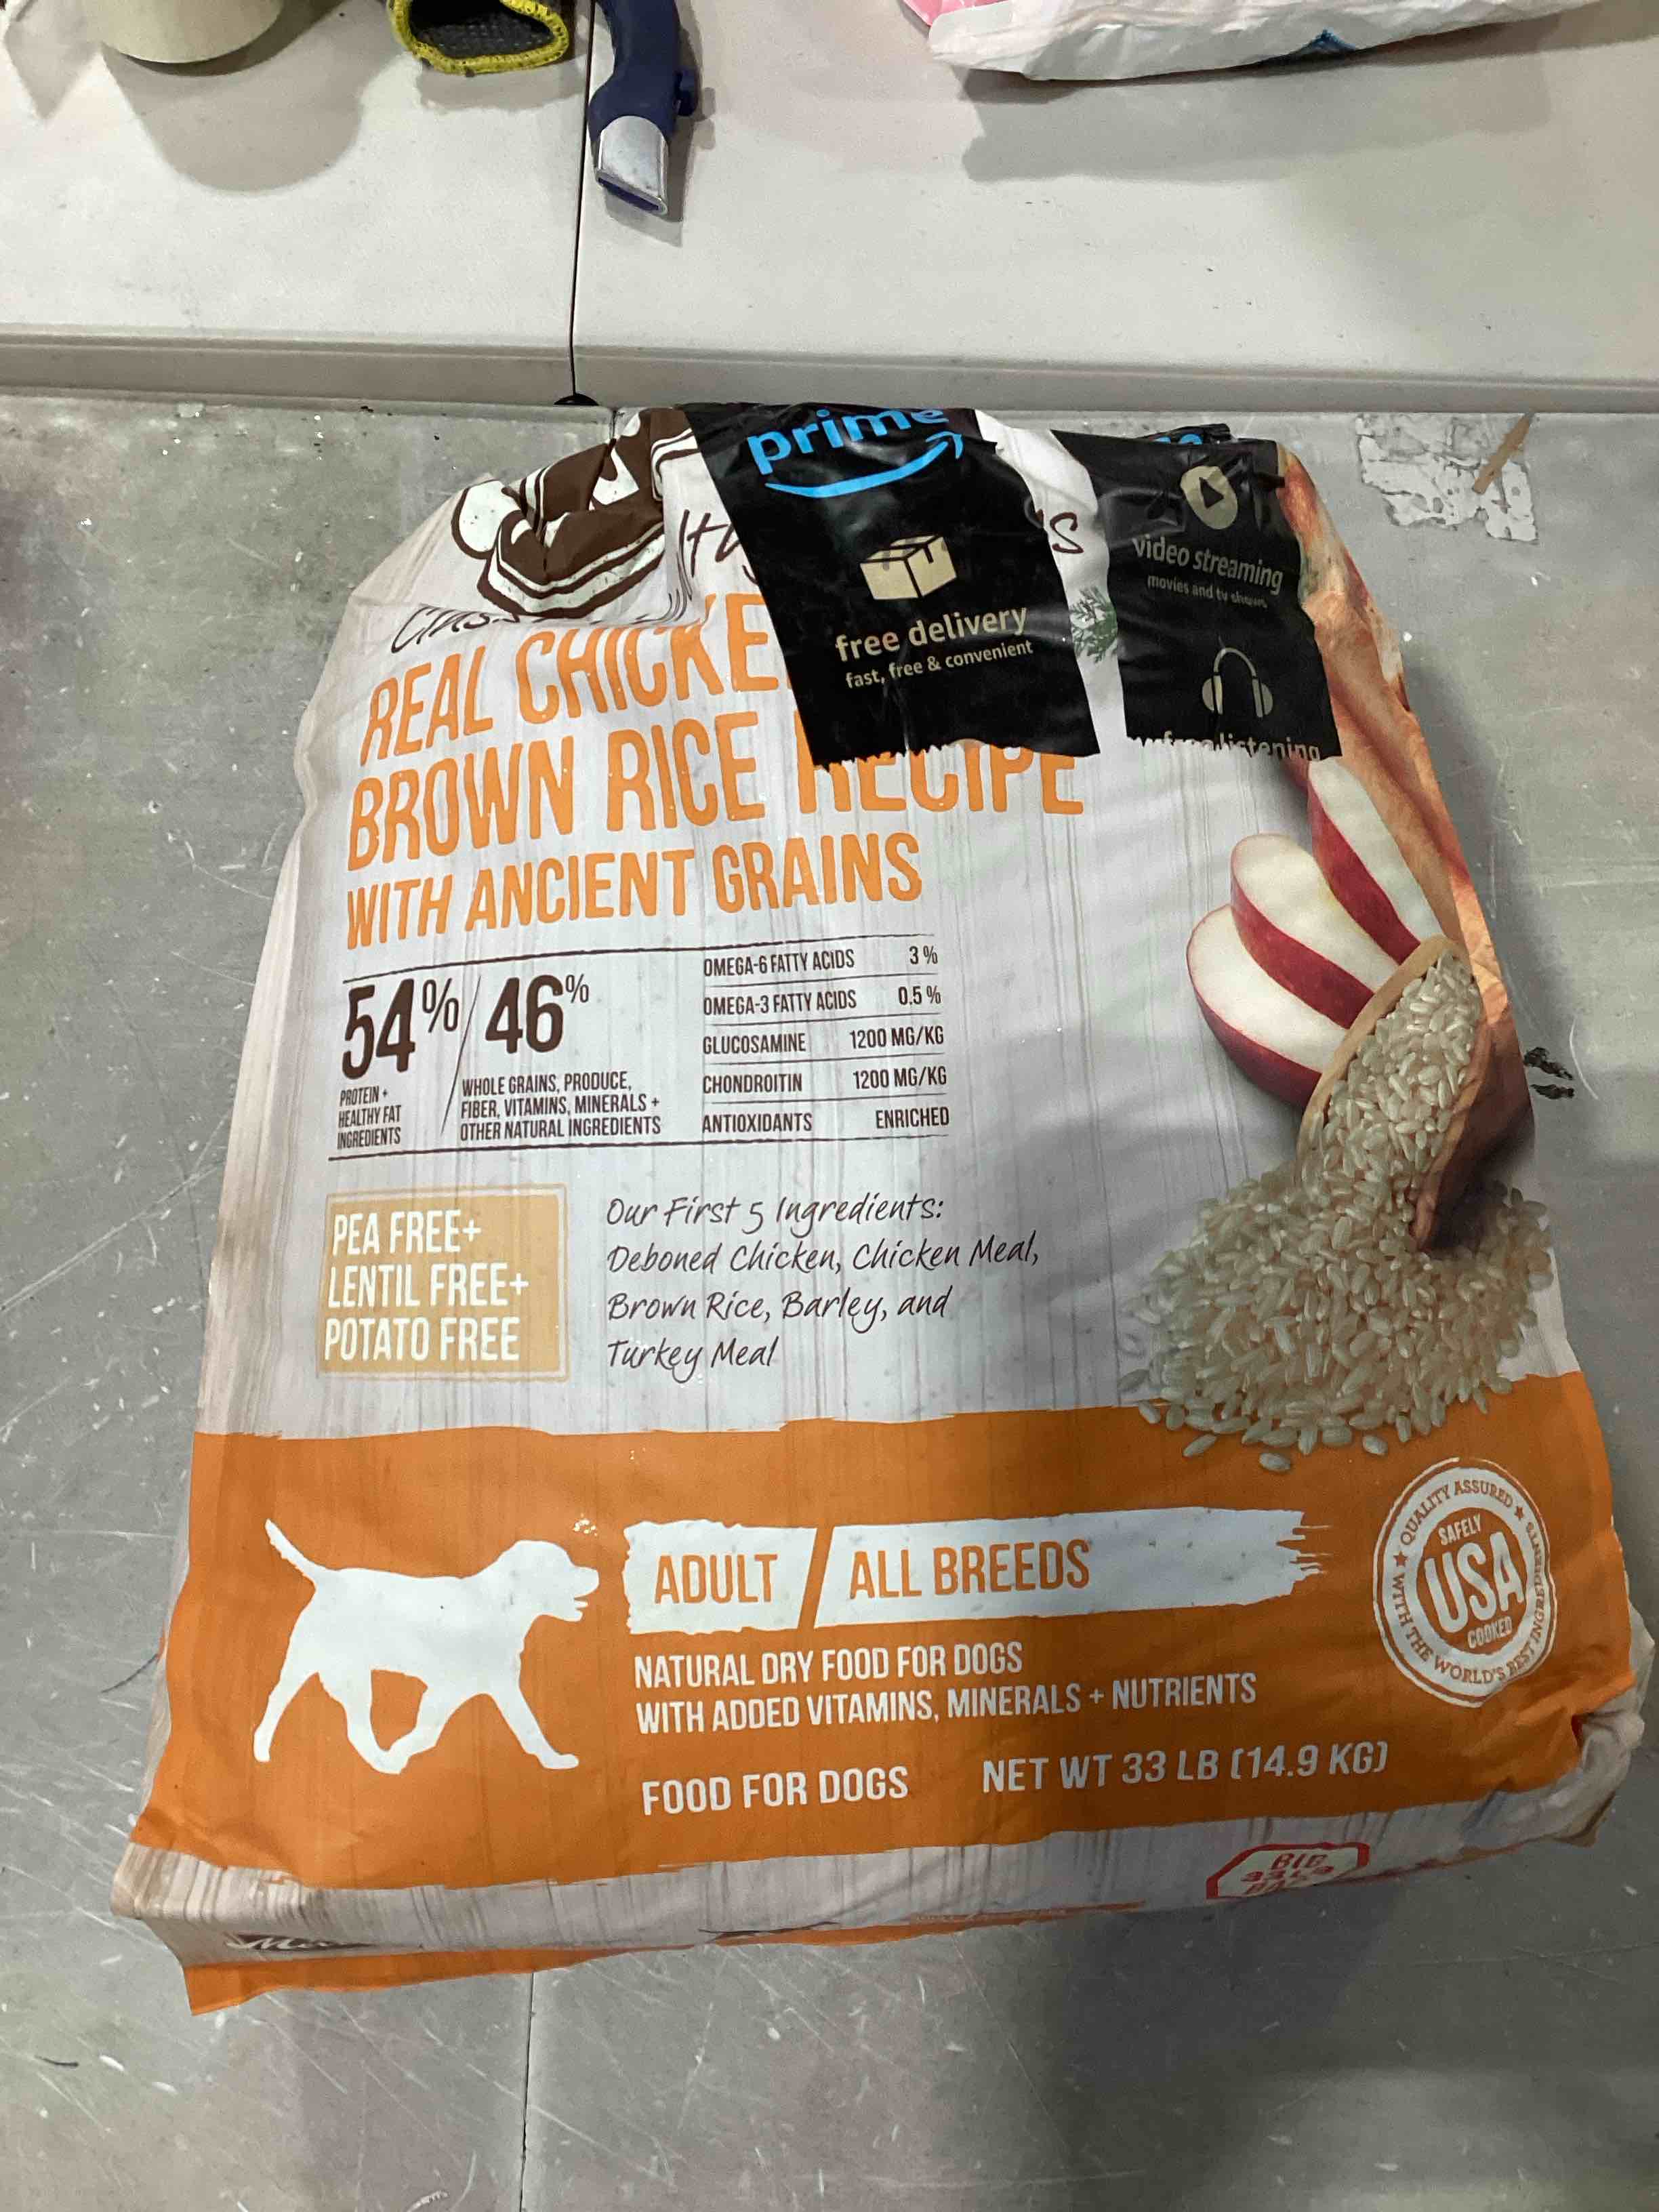 prime
free delivery
fast, free & convenient
video streaming
movies and tv shows
REAL CHICKE
BROWN RICE RECIPE
WITH ANCIENT GRAINS
54% / 46%
PROTEIN +
HEALTHY FAT
INGREDIENTS
WHOLE GRAINS, PRODUCE,
FIBER, VITAMINS, MINERALS +
OTHER NATURAL INGREDIENTS
OMEGA-6 FATTY ACIDS 3 %
OMEGA-3 FATTY ACIDS 0.5 %
GLUCOSAMINE 1200 MG/KG
CHONDROITIN 1200 MG/KG
ANTIOXIDANTS ENRICHED
PEA FREE+
LENTIL FREE+
POTATO FREE
Our First 5 Ingredients:
Deboned Chicken, Chicken Meal,
Brown Rice, Barley, and
Turkey Meal
ADULT / ALL BREEDS
NATURAL DRY FOOD FOR DOGS
WITH ADDED VITAMINS, MINERALS + NUTRIENTS
FOOD FOR DOGS NET WT 33 LB (14.9 KG)
QUALITY ASSURED
SAFELY
USA
COOKED
WITH THE WORLD'S BEST INGREDIENTS
BIG